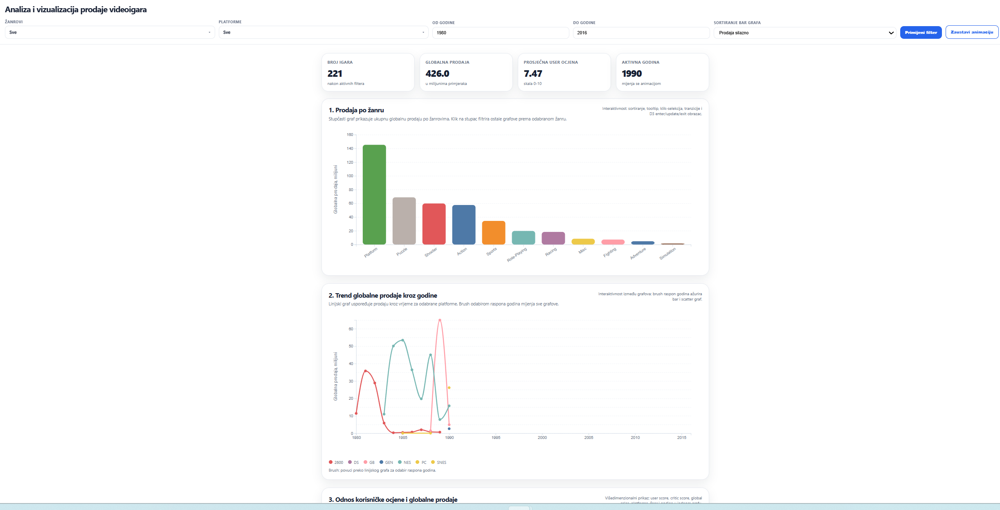 Analiza i vizualizacija prodaje videoigara
ŽANROVI
Sve
PLATFORME
Sve
OD GODINE
1980
DO GODINE
2016
SORTIRANJE BAR GRAFA
Prodaja silazno
Primijeni filter
Zaustavi animaciju
BROJ IGARA
221
nakon aktivnih filtera
GLOBALNA PRODAJA
426.0
u milijunima primjeraka
PROSJEČNA USER OCJENA
7.47
skala 0-10
AKTIVNA GODINA
1990
mijenja se animacijom
1. Prodaja po žanru
Stupčasti graf prikazuje ukupnu globalnu prodaju po žanrovima. Klik na stupac filtrira ostale grafove prema odabranom žanru.
Interaktivnost: sortiranje, tooltip, klik-selekcija, tranzicije i
D3 enter/update/exit obrazac.
Globalna prodaja, milijuni
160
140
120
100
80
60
40
20
0
Platform
Puzzle
Shooter
Action
Sports
Role-Playing
Racing
Misc
Fighting
Adventure
Simulation
2. Trend globalne prodaje kroz godine
Linijski graf uspoređuje prodaju kroz vrijeme za odabrane platforme. Brush odabirom raspona godina mijenja sve grafove.
Interaktivnost između grafova: brush raspon godina ažurira
bar i scatter graf.
Globalna prodaja, milijuni
60
50
40
30
20
10
0
1980
1985
1990
1995
2000
2005
2010
2015
2600
DS
GB
GEN
NES
PC
SNES
Brush: povuci preko linijskog grafa za odabir raspona godina.
3. Odnos korisničke ocjene i globalne prodaje
Višedimenzionalni prikaz: user score, critic score, global